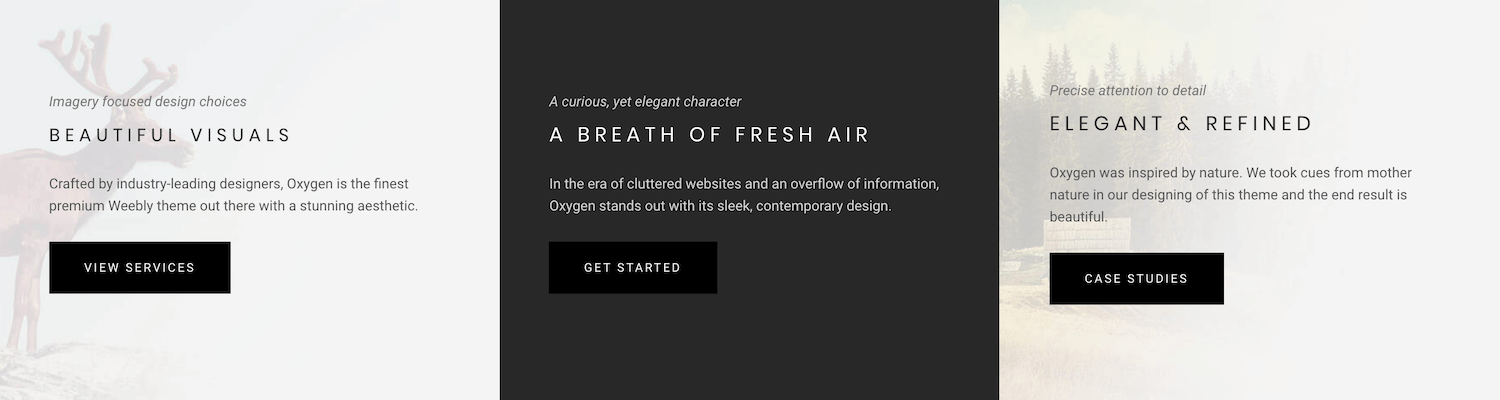 Imagery focused design choices
BEAUTIFUL VISUALS
Crafted by industry-leading designers, Oxygen is the finest
premium Weebly theme out there with a stunning aesthetic.
VIEW SERVICES
A curious, yet elegant character
A BREATH OF FRESH AIR
In the era of cluttered websites and an overflow of information,
Oxygen stands out with its sleek, contemporary design.
GET STARTED
Precise attention to detail
ELEGANT & REFINED
Oxygen was inspired by nature. We took cues from mother
nature in our designing of this theme and the end result is
beautiful.
CASE STUDIES